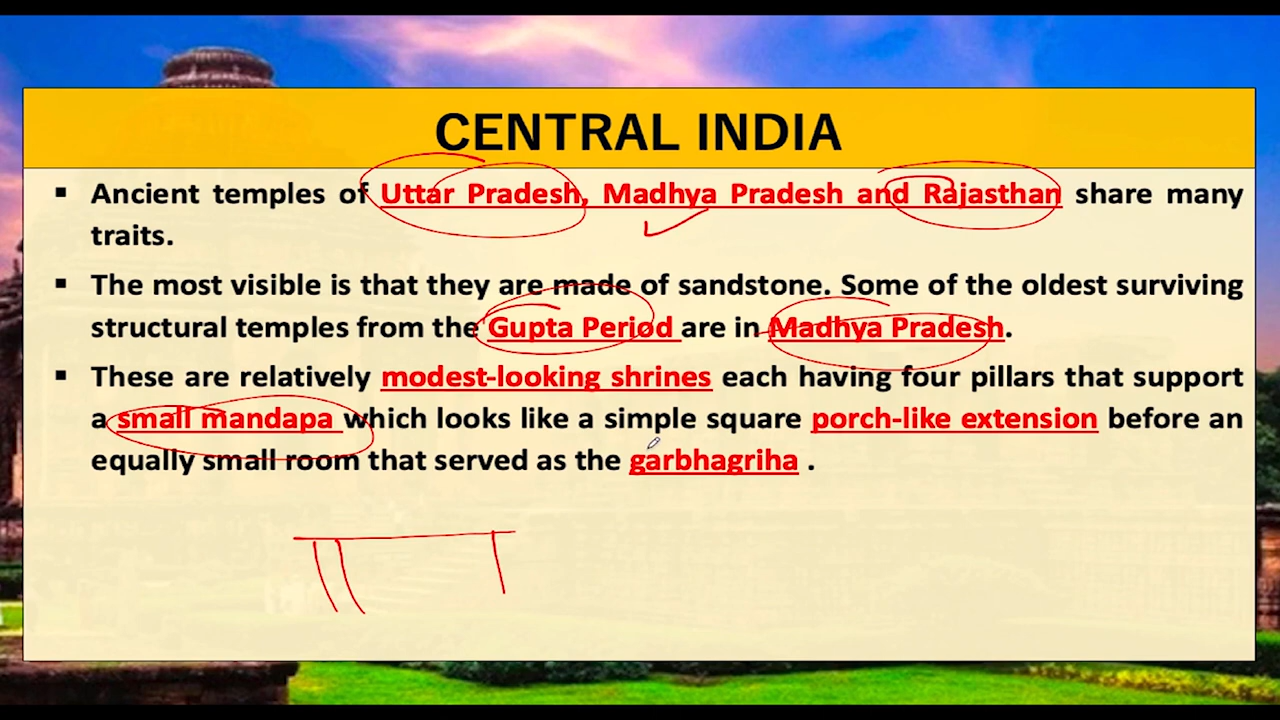 CENTRAL INDIA
▪ Ancient temples of Uttar Pradesh, Madhya Pradesh and Rajasthan share many
traits.
▪ The most visible is that they are made of sandstone. Some of the oldest surviving
structural temples from the Gupta Period are in Madhya Pradesh.
▪ These are relatively modest-looking shrines each having four pillars that support
a small mandapa which looks like a simple square porch-like extension before an
equally small room that served as the garbhagriha .